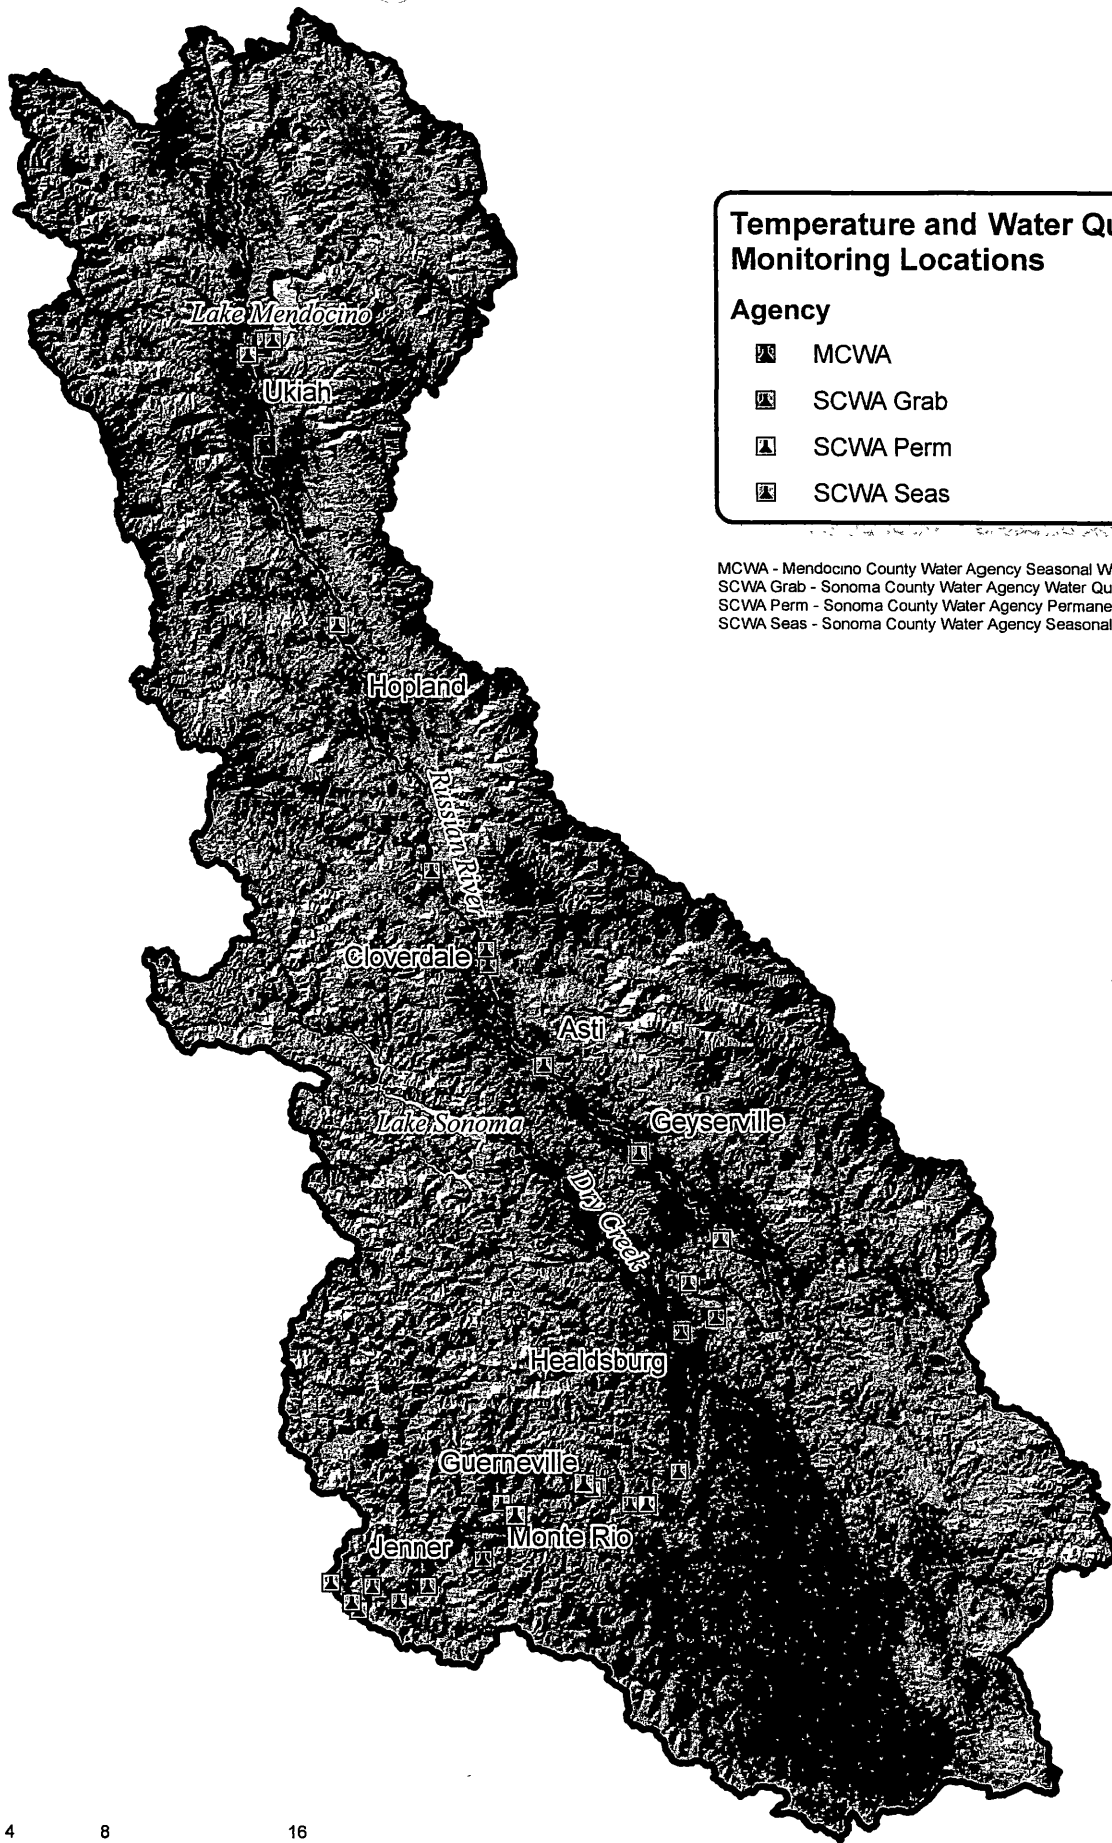 Temperature and Water Qu
Monitoring Locations
Agency
MCWA
SCWA Grab
SCWA Perm
SCWA Seas
MCWA - Mendocino County Water Agency Seasonal W
SCWA Grab - Sonoma County Water Agency Water Qu
SCWA Perm - Sonoma County Water Agency Permane
SCWA Seas - Sonoma County Water Agency Seasonal
Lake Mendocino
Ukiah
Hopland
Russian River
Cloverdale
Asti
Lake Sonoma
Geyserville
Dry Creek
Healdsburg
Guerneville
Monte Rio
Jenner
4 8 16